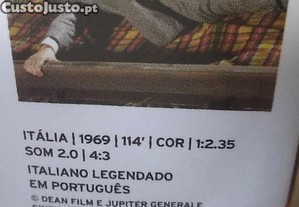 CustoJusto.pt
ITÁLIA | 1969 | 114' | COR | 1:2.35
SOM 2.0 | 4:3
ITALIANO LEGENDADO
EM PORTUGUÊS
© DEAN FILM E JUPITER GENERALE